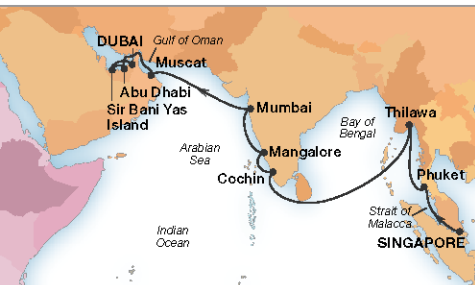 DUBAI
Gulf of Oman
Muscat
Abu Dhabi
Sir Bani Yas
Island
Mumbai
Thilawa
Bay of
Bengal
Arabian
Sea
Mangalore
Cochin
Phuket
Strait of
Malacca
Indian
Ocean
SINGAPORE